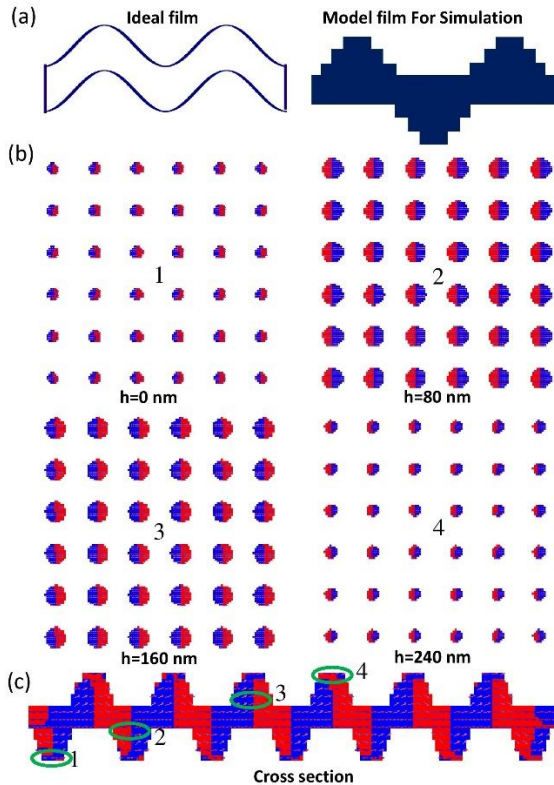 (a) Ideal film Model film For Simulation
(b)
1 2
h=0 nm h=80 nm
3 4
h=160 nm h=240 nm
(c) 4
3
2
1
Cross section